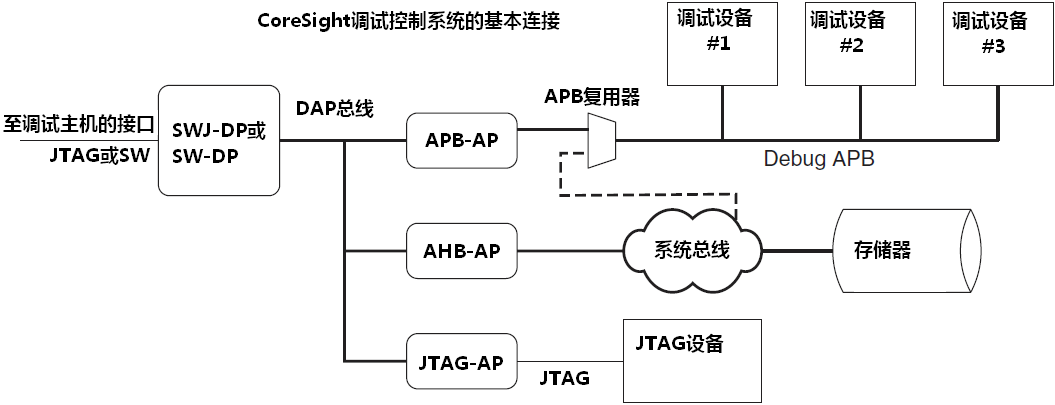 CoreSight调试控制系统的基本连接
调试设备
#1
调试设备
#2
调试设备
#3
至调试主机的接口
JTAG或SW
SWJ-DP或
SW-DP
DAP总线
APB-AP
APB复用器
Debug APB
AHB-AP
系统总线
存储器
JTAG-AP
JTAG
JTAG设备